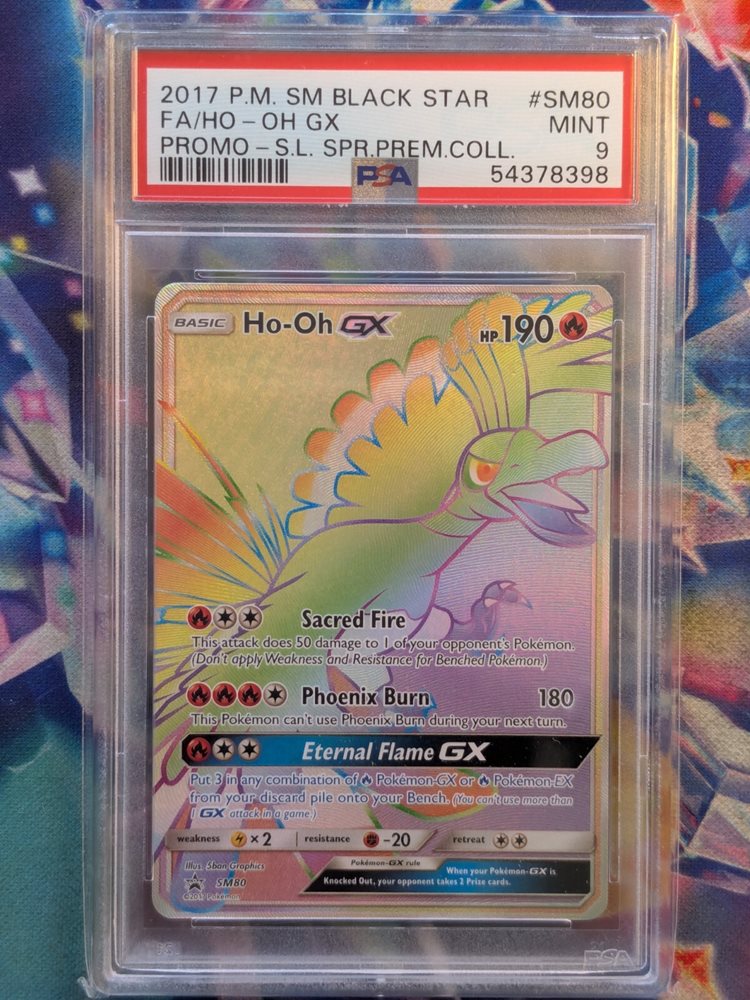 2017 P.M. SM BLACK STAR #SM80
FA/HO-OH GX MINT
PROMO-S.L. SPR.PREM.COLL. 9
PSA 54378398
BASIC Ho-Oh GX HP190
Sacred Fire
This attack does 50 damage to 1 of your opponent's Pokémon.
(Don't apply Weakness and Resistance for Benched Pokémon.)
Phoenix Burn 180
This Pokémon can't use Phoenix Burn during your next turn.
Eternal Flame GX
Put 3 in any combination of Pokémon-GX or Pokémon-EX
from your discard pile onto your Bench. (You can't use more than
1 GX attack in a game.)
weakness ×2 resistance -20 retreat
Illus. 5ban Graphics
SM80
©2017 Pokémon
Pokémon-GX rule
When your Pokémon-GX is
Knocked Out, your opponent takes 2 Prize cards.
PSA